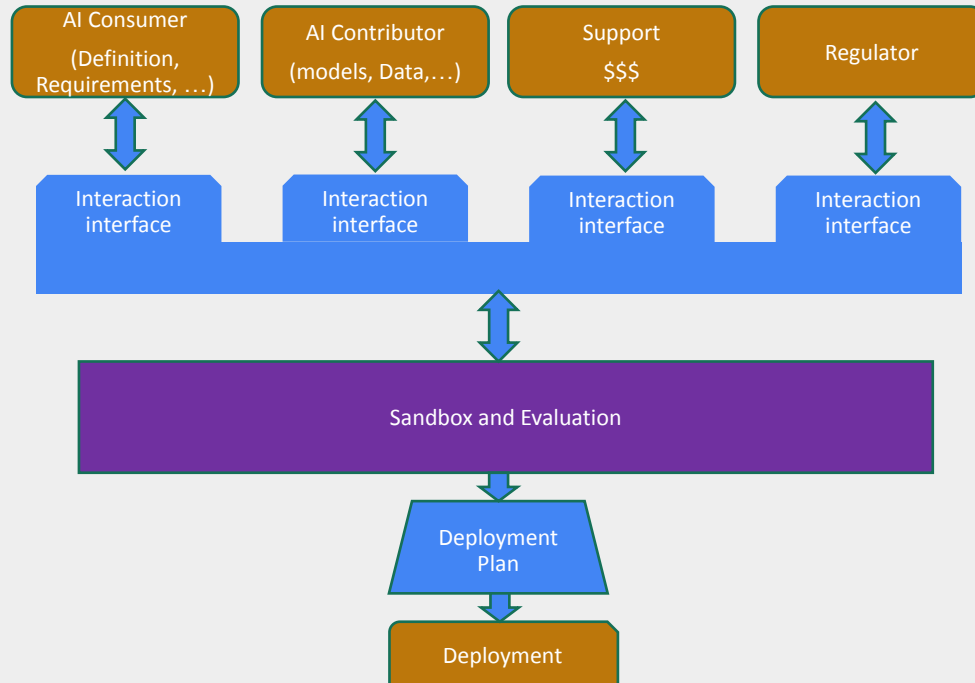 AI Consumer
(Definition,
Requirements, …)
AI Contributor
(models, Data,…)
Support
$$$
Regulator
Interaction
interface
Interaction
interface
Interaction
interface
Interaction
interface
Sandbox and Evaluation
Deployment
Plan
Deployment